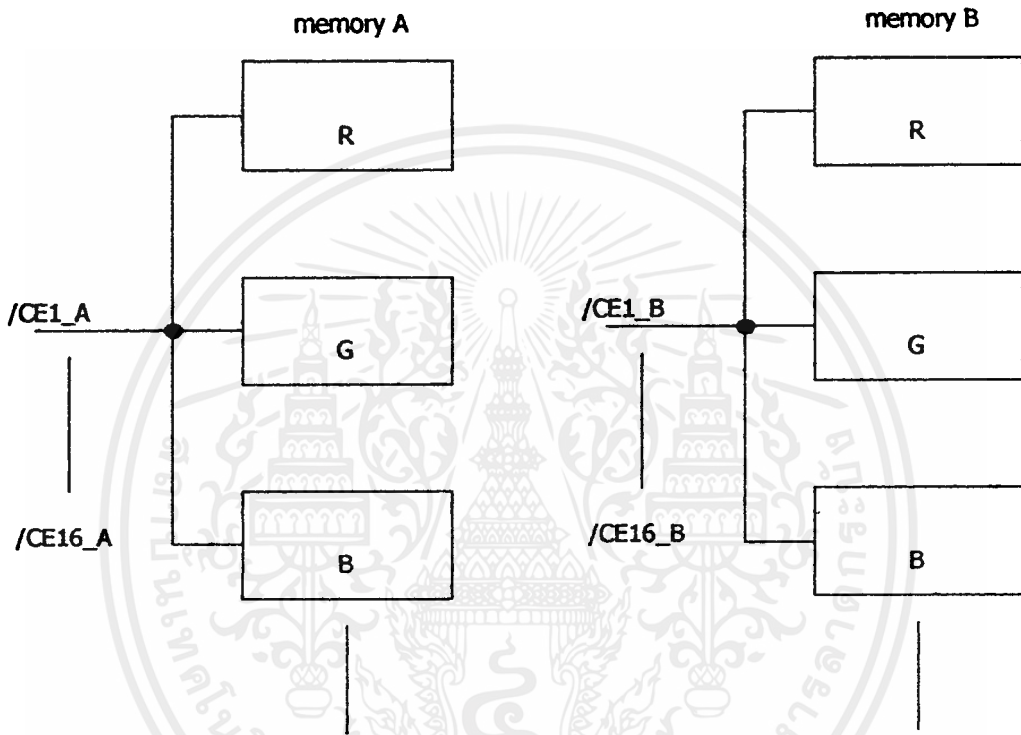 memory A
memory B
R
R
/CE1_A
/CE1_B
G
G
/CE16_A
/CE16_B
B
B